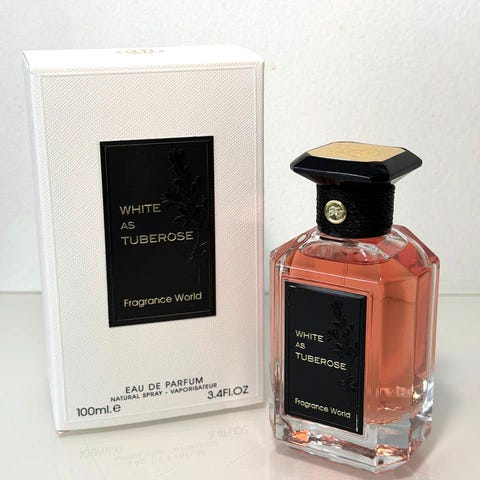 WHITE
AS
TUBEROSE
Fragrance World
EAU DE PARFUM
NATURAL SPRAY - VAPORISATEUR
100ml.e 3.4FL.OZ
WHITE
AS
TUBEROSE
Fragrance World